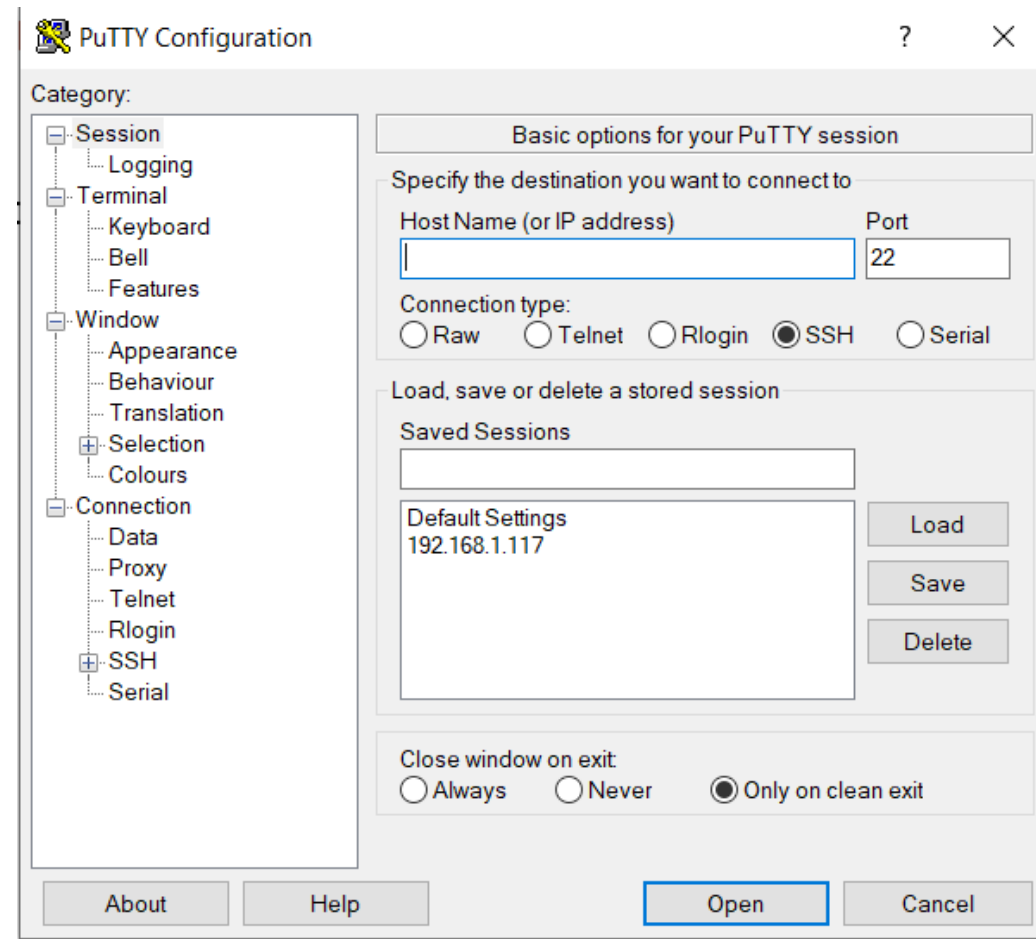 PuTTY Configuration
?
Category:
Session
Logging
Terminal
Keyboard
Bell
Features
Window
Appearance
Behaviour
Translation
Selection
Colours
Connection
Data
Proxy
Telnet
Rlogin
SSH
Serial
Basic options for your PuTTY session
Specify the destination you want to connect to
Host Name (or IP address) Port
22
Connection type:
Raw Telnet Rlogin SSH Serial
Load, save or delete a stored session
Saved Sessions
Default Settings
192.168.1.117
Load
Save
Delete
Close window on exit:
Always Never Only on clean exit
About Help Open Cancel